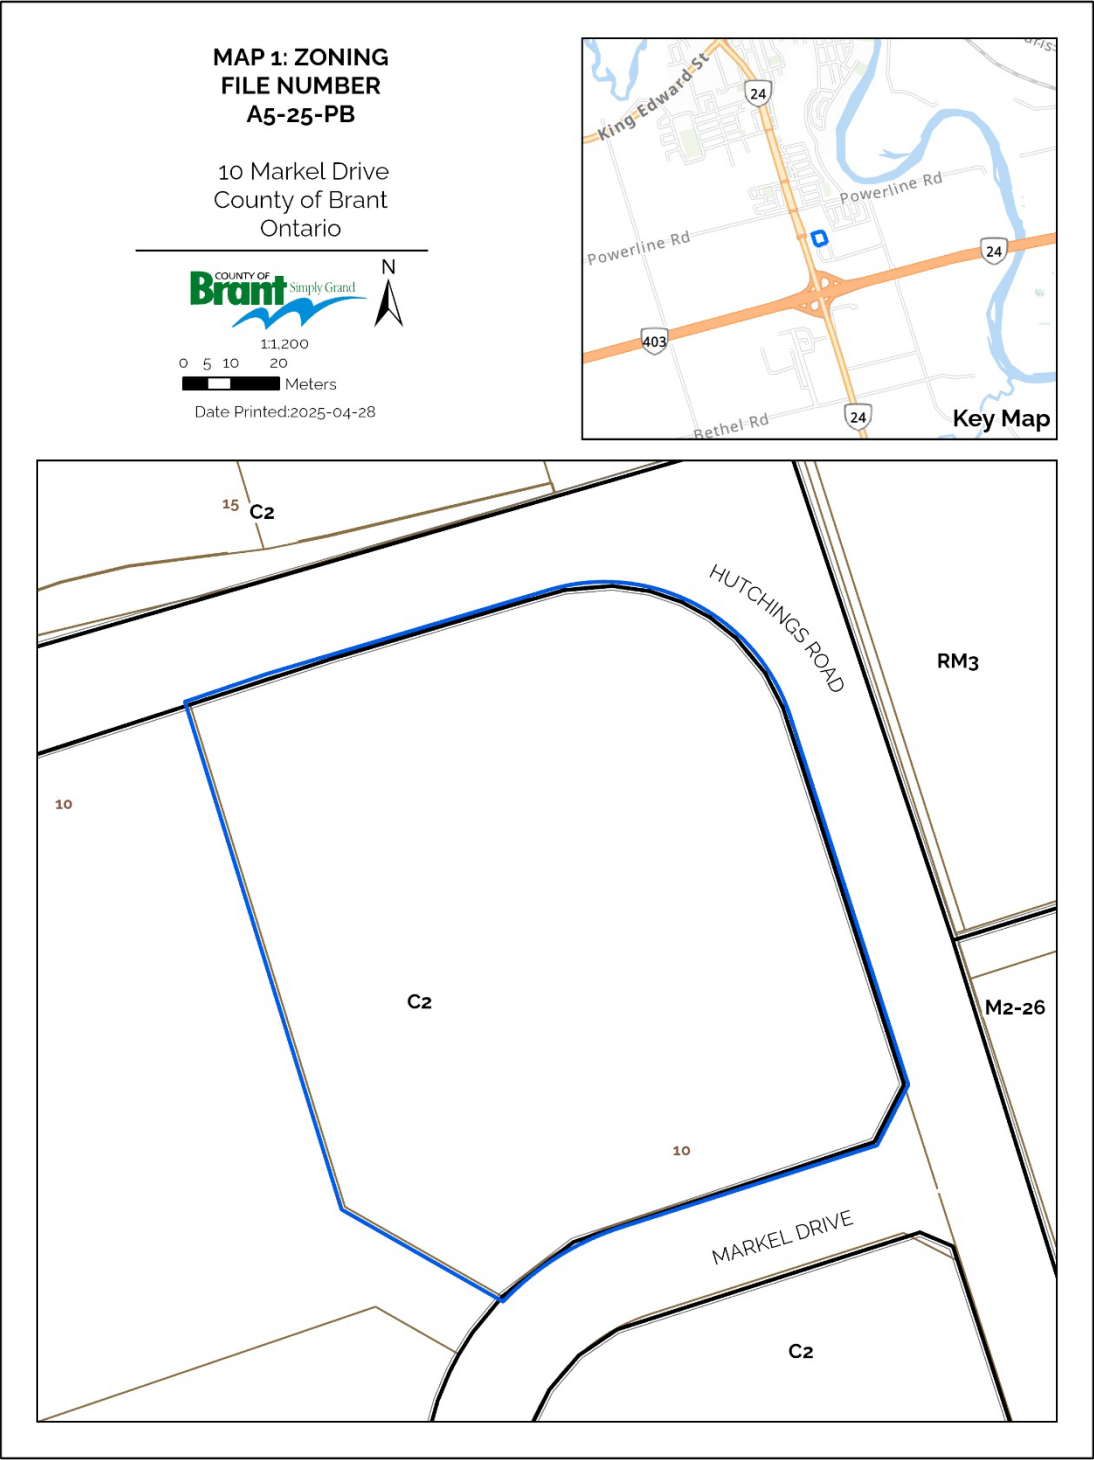 MAP 1: ZONING
FILE NUMBER
A5-25-PB
10 Markel Drive
County of Brant
Ontario
COUNTY OF
Brant Simply Grand
N
1:1,200
0 5 10 20
Meters
Date Printed:2025-04-28
King Edward St
24
Powerline Rd
Powerline Rd
24
403
24
Bethel Rd
Key Map
15 C2
HUTCHINGS ROAD
RM3
10
C2
M2-26
10
MARKEL DRIVE
C2